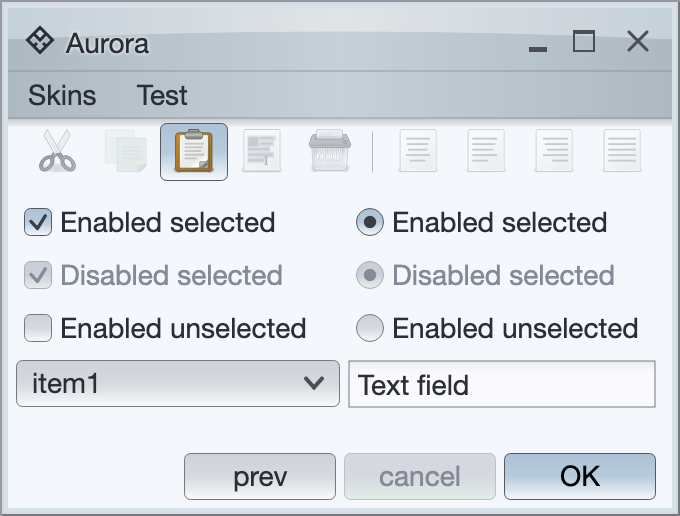 Aurora
Skins Test
Enabled selected Enabled selected
Disabled selected Disabled selected
Enabled unselected Enabled unselected
item1 Text field
prev cancel OK